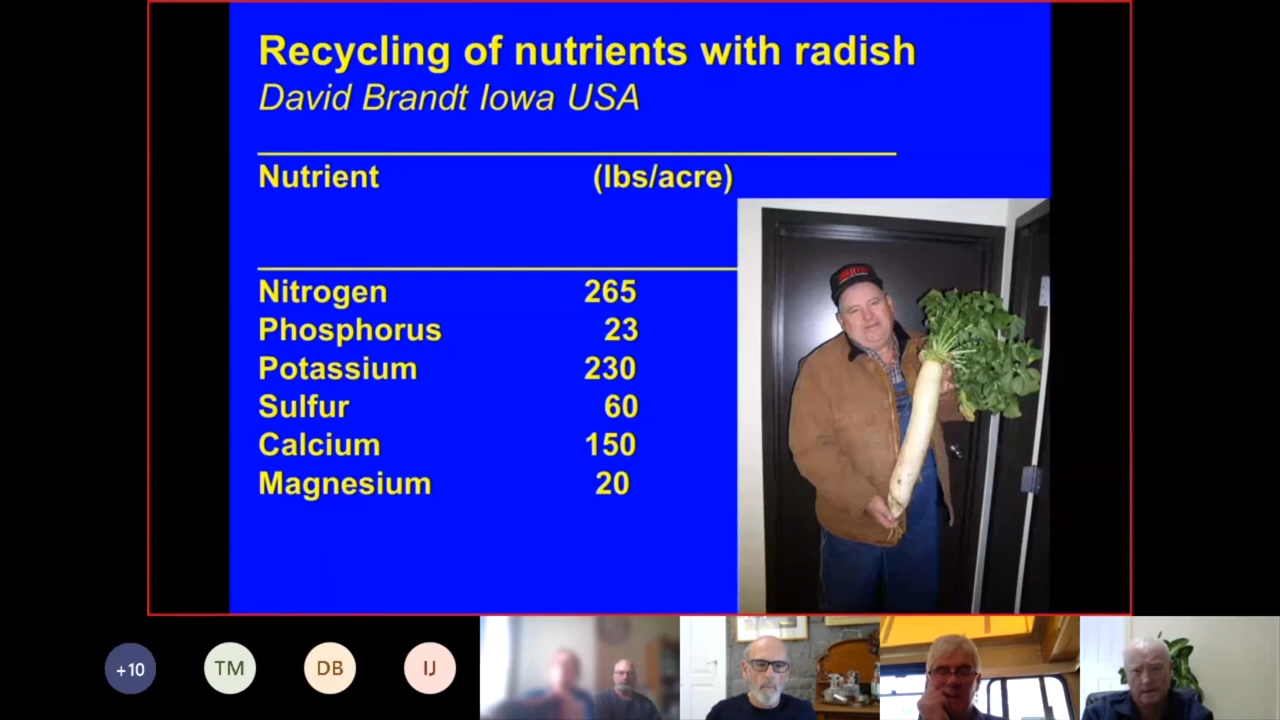 Recycling of nutrients with radish
David Brandt Iowa USA
Nutrient (lbs/acre)
Nitrogen 265
Phosphorus 23
Potassium 230
Sulfur 60
Calcium 150
Magnesium 20
+10 TM DB IJ